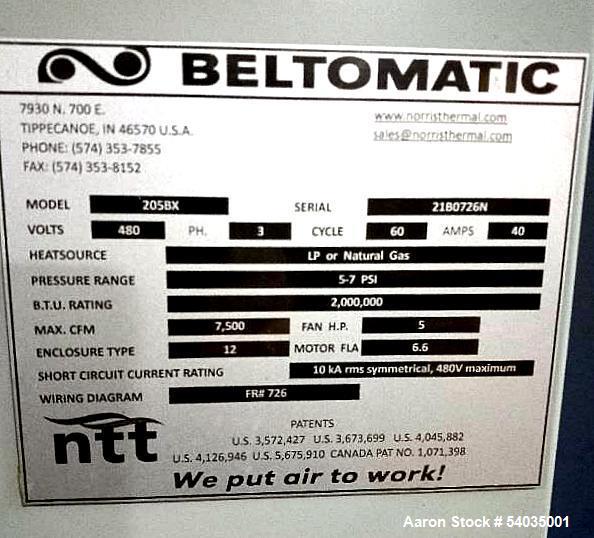 BELTOMATIC
7930 N. 700 E.
TIPPECANOE, IN 46570 U.S.A.
PHONE: (574) 353-7855
FAX: (574) 353-8152
www.norristhermal.com
sales@norristhermal.com
MODEL 205BX SERIAL 21B0726N
VOLTS 480 PH. 3 CYCLE 60 AMPS 40
HEATSOURCE LP or Natural Gas
PRESSURE RANGE 5-7 PSI
B.T.U. RATING 2,000,000
MAX. CFM 7,500 FAN H.P. 5
ENCLOSURE TYPE 12 MOTOR FLA 6.6
SHORT CIRCUIT CURRENT RATING 10 kA rms symmetrical, 480V maximum
WIRING DIAGRAM FR# 726
ntt
PATENTS
U.S. 3,572,427 U.S. 3,673,699 U.S. 4,045,882
U.S. 4,126,946 U.S. 5,675,910 CANADA PAT NO. 1,071,398
We put air to work!
Aaron Stock # 54035001